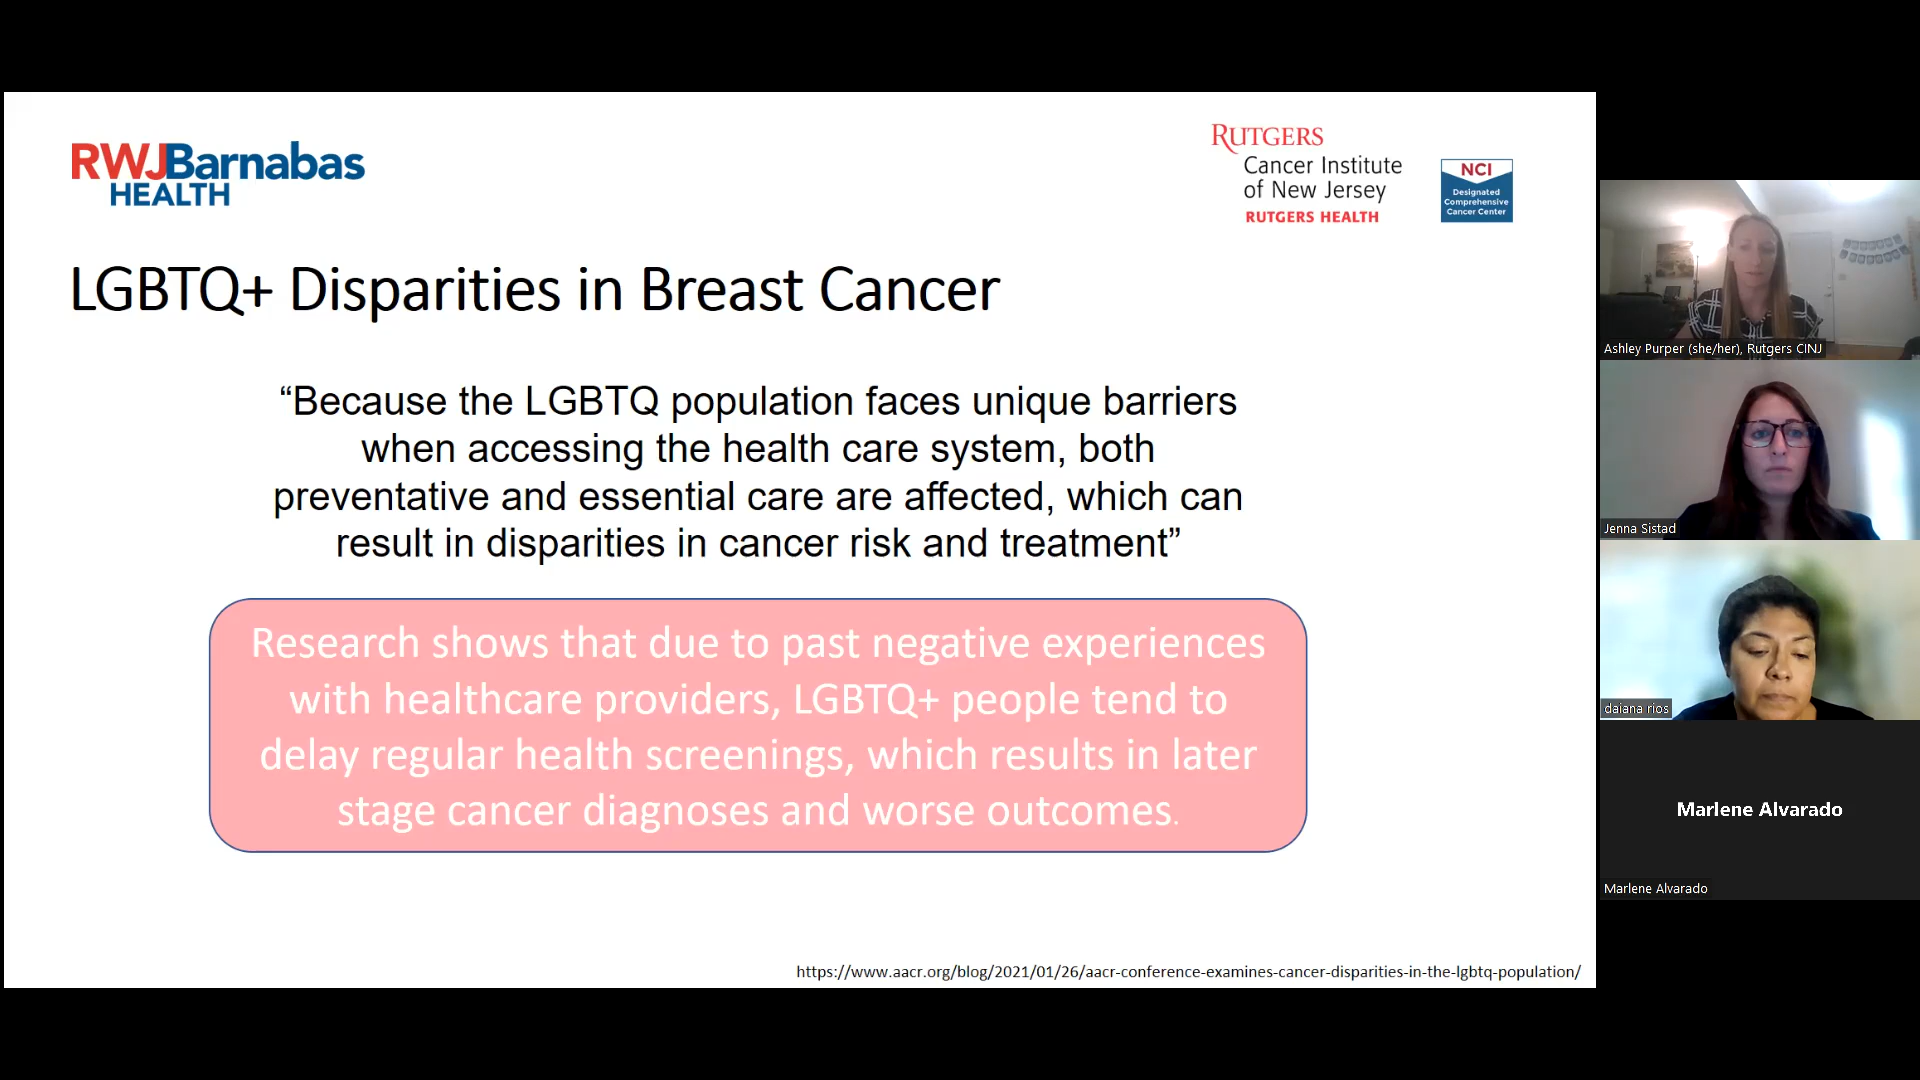 RWJBarnabas
HEALTH
RUTGERS
Cancer Institute
of New Jersey
RUTGERS HEALTH
NCI
Designated
Comprehensive
Cancer Center
LGBTQ+ Disparities in Breast Cancer
“Because the LGBTQ population faces unique barriers
when accessing the health care system, both
preventative and essential care are affected, which can
result in disparities in cancer risk and treatment”
Research shows that due to past negative experiences
with healthcare providers, LGBTQ+ people tend to
delay regular health screenings, which results in later
stage cancer diagnoses and worse outcomes.
https://www.aacr.org/blog/2021/01/26/aacr-conference-examines-cancer-disparities-in-the-lgbtq-population/
Ashley Purper (she/her), Rutgers CINJ
Jenna Sistad
daiana rios
Marlene Alvarado
Marlene Alvarado